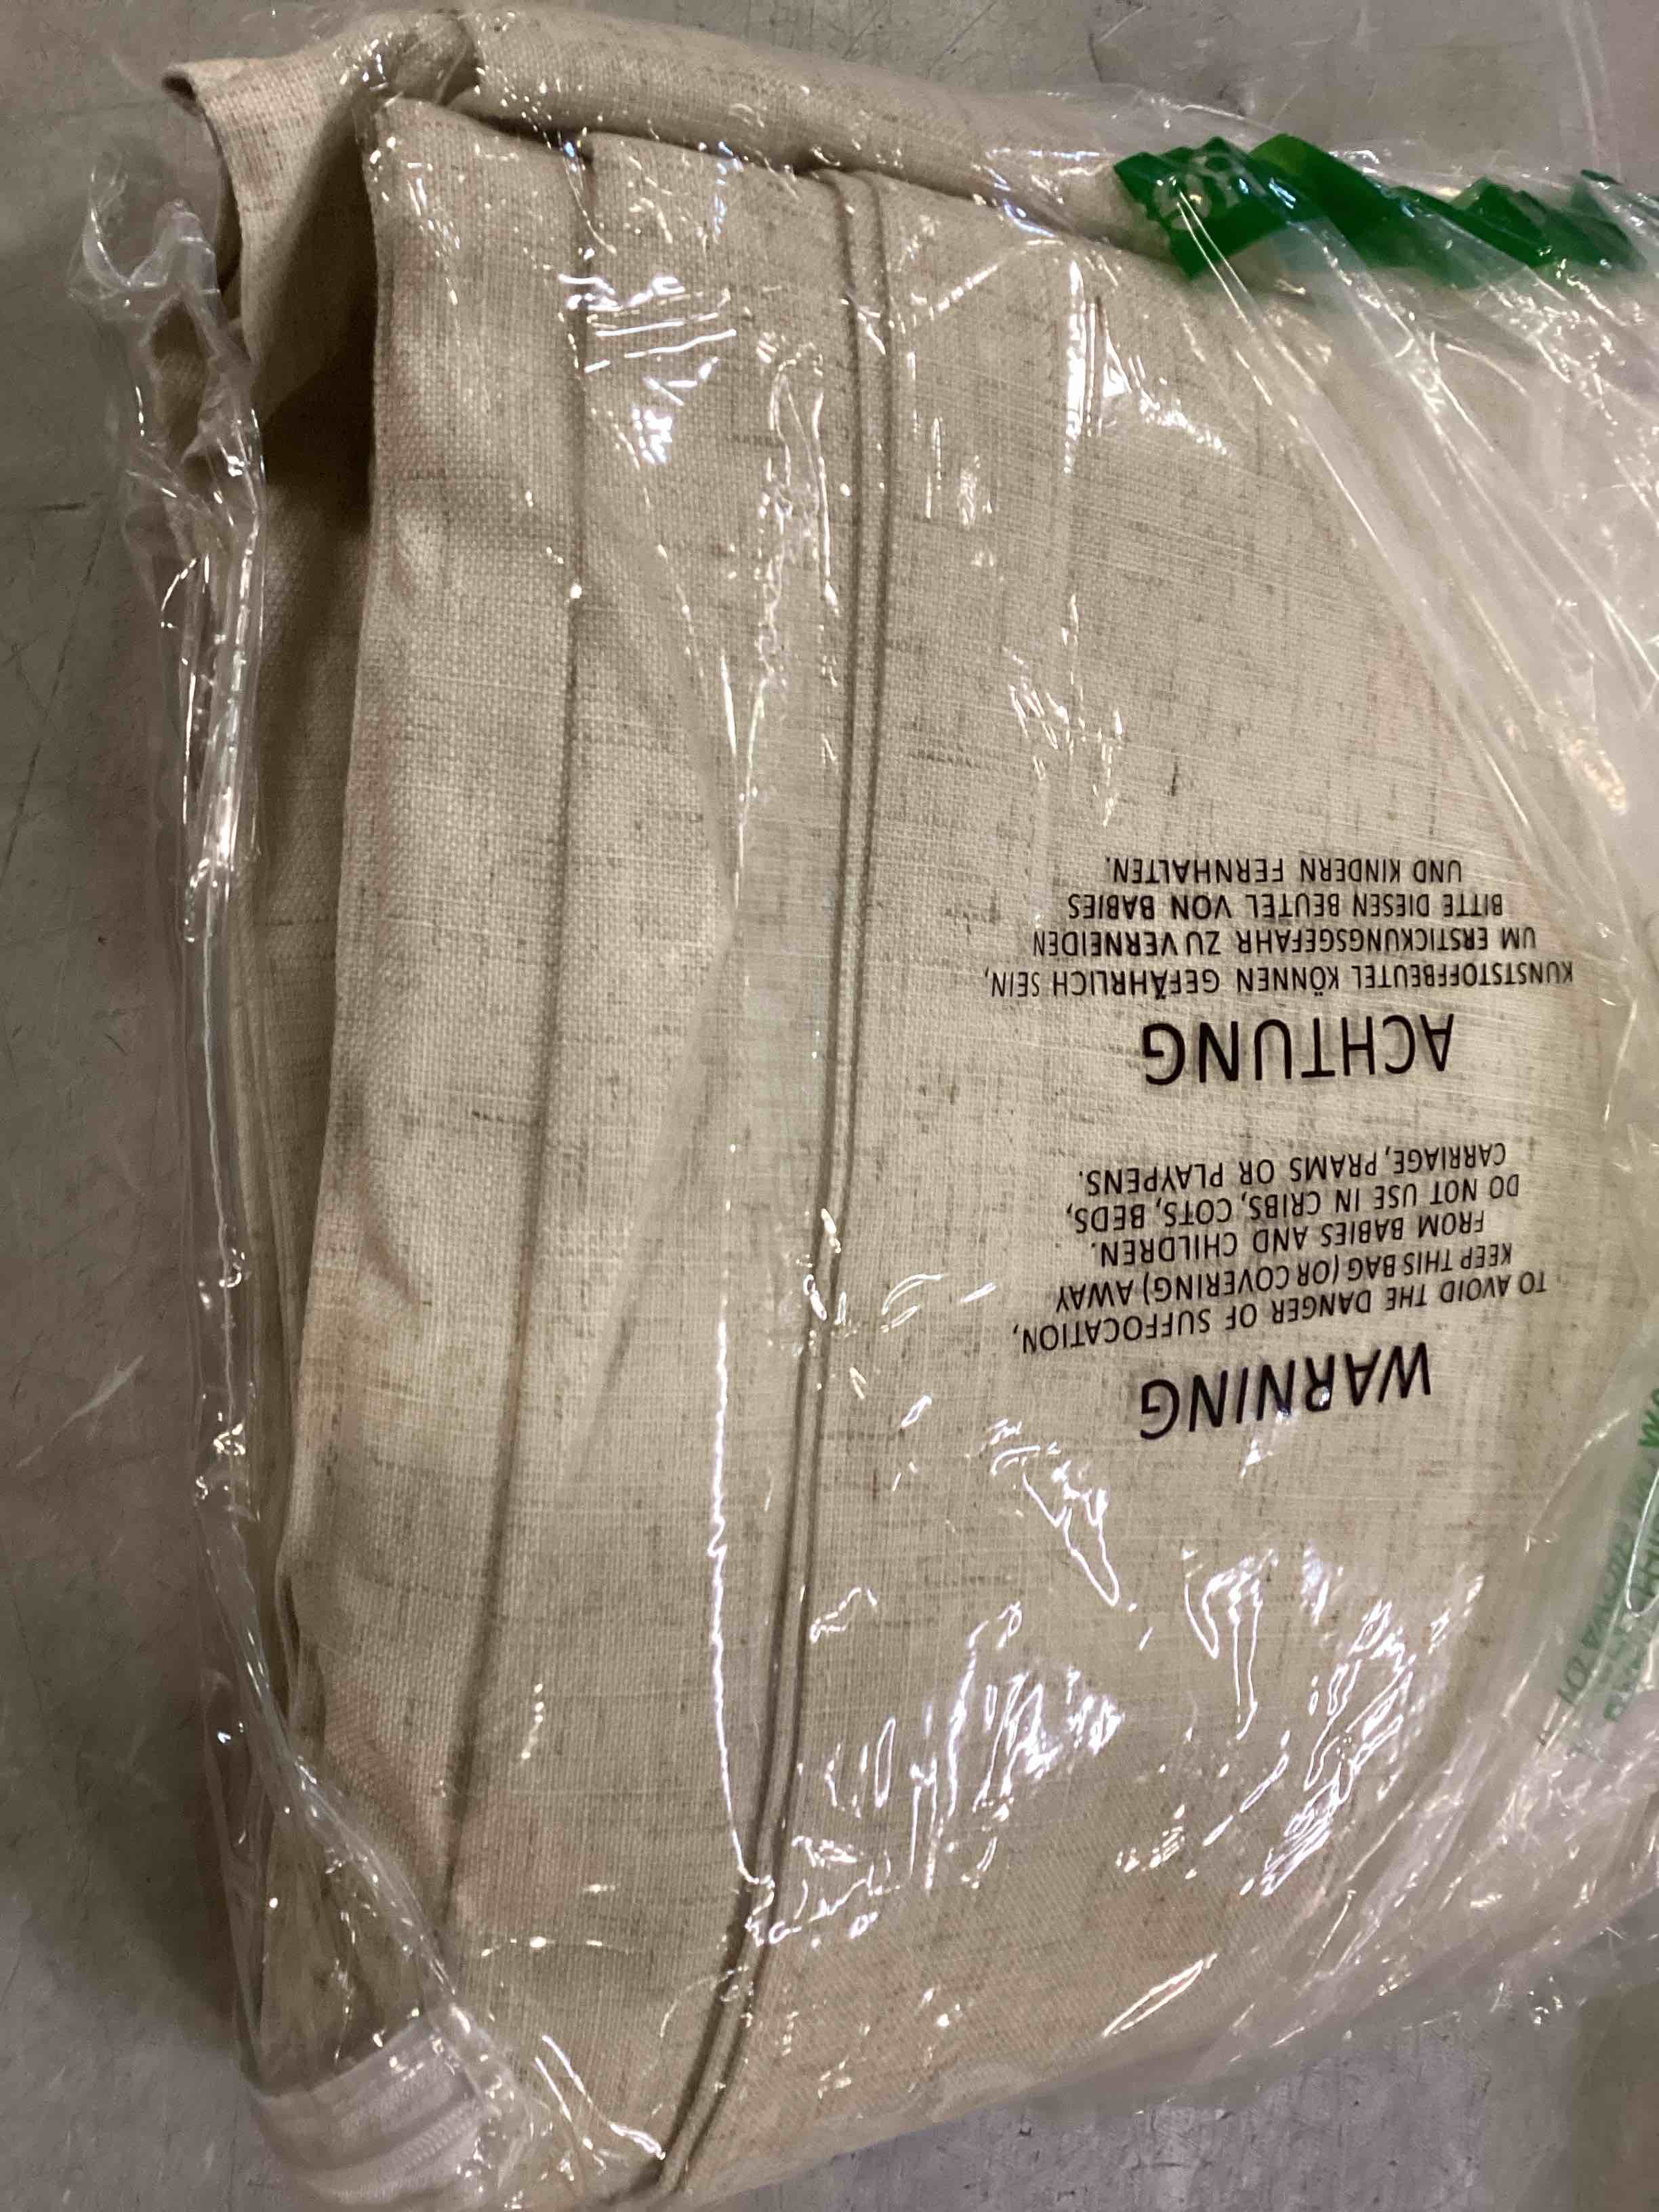 WARNING
TO AVOID THE DANGER OF SUFFOCATION,
KEEP THIS BAG (OR COVERING) AWAY
FROM BABIES AND CHILDREN.
DO NOT USE IN CRIBS, COTS, BEDS,
CARRIAGE, PRAMS OR PLAYPENS.
ACHTUNG
KUNSTSTOFFBEUTEL KÖNNEN GEFÄHRLICH SEIN,
UM ERSTICKUNGSGEFAHR ZU VERNEIDEN
BITTE DIESEN BEUTEL VON BABIES
UND KINDERN FERNHALTEN.